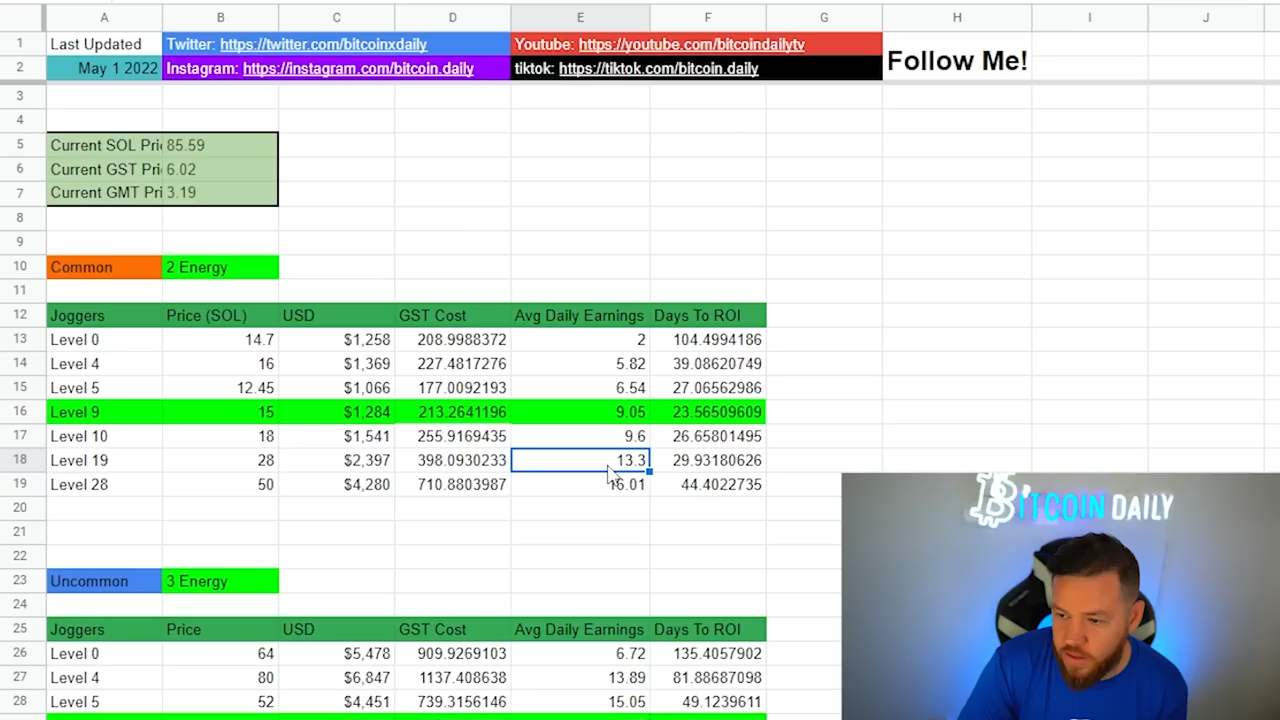 A B C D E F G H I J
1 Last Updated Twitter: https://twitter.com/bitcoinxdaily Youtube: https://youtube.com/bitcoindailytv
Follow Me!
2 May 1 2022 Instagram: https://instagram.com/bitcoin.daily tiktok: https://tiktok.com/bitcoin.daily
3
4
5 Current SOL Pri 85.59
6 Current GST Pri 6.02
7 Current GMT Pri 3.19
8
9
10 Common 2 Energy
11
12 Joggers Price (SOL) USD GST Cost Avg Daily Earnings Days To ROI
13 Level 0 14.7 $1,258 208.9988372 2 104.4994186
14 Level 4 16 $1,369 227.4817276 5.82 39.08620749
15 Level 5 12.45 $1,066 177.0092193 6.54 27.06562986
16 Level 9 15 $1,284 213.2641196 9.05 23.56509609
17 Level 10 18 $1,541 255.9169435 9.6 26.65801495
18 Level 19 28 $2,397 398.0930233 13.3 29.93180626
19 Level 28 50 $4,280 710.8803987 16.01 44.4022735
20
21
22
23 Uncommon 3 Energy
24
25 Joggers Price USD GST Cost Avg Daily Earnings Days To ROI
26 Level 0 64 $5,478 909.9269103 6.72 135.4057902
27 Level 4 80 $6,847 1137.408638 13.89 81.88687098
28 Level 5 52 $4,451 739.3156146 15.05 49.1239611
BITCOIN DAILY